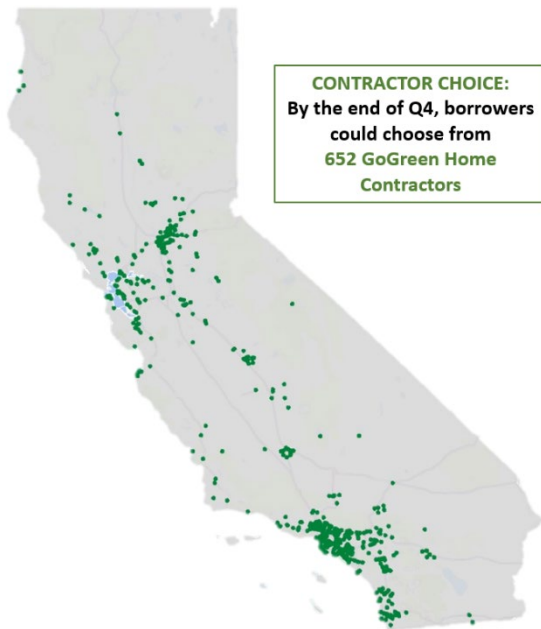 CONTRACTOR CHOICE:
By the end of Q4, borrowers
could choose from
652 GoGreen Home
Contractors